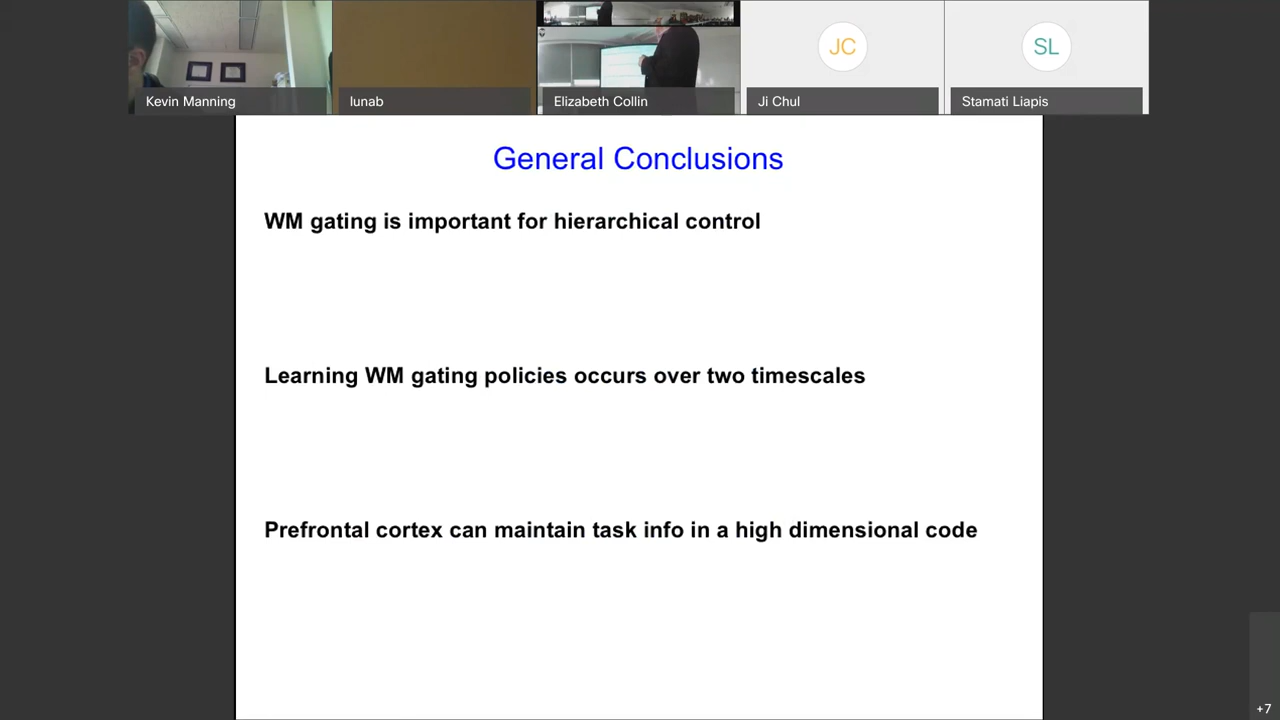 Kevin Manning
lunab
Elizabeth Collin
JC
Ji Chul
SL
Stamati Liapis
General Conclusions
WM gating is important for hierarchical control
Learning WM gating policies occurs over two timescales
Prefrontal cortex can maintain task info in a high dimensional code
+7